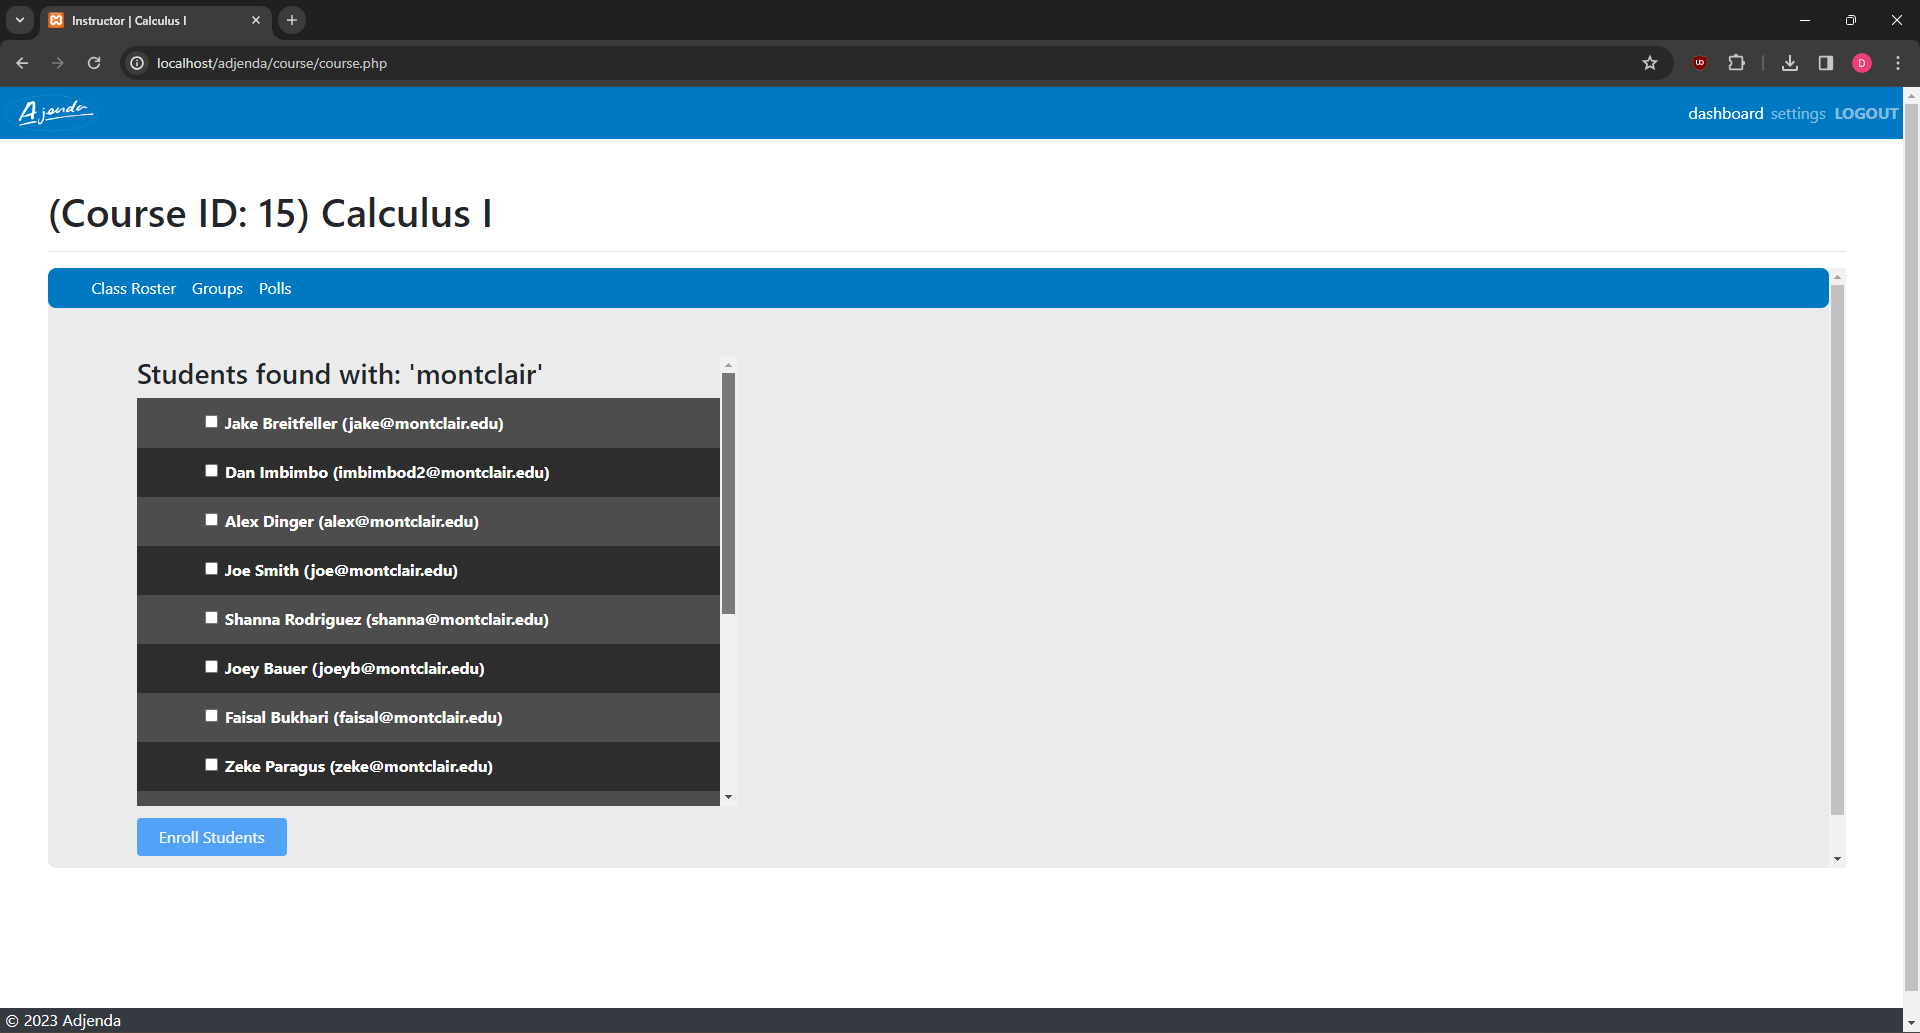 Instructor | Calculus I
localhost/adjenda/course/course.php
D
Ajenda
dashboard settings LOGOUT
(Course ID: 15) Calculus I
Class Roster Groups Polls
Students found with: 'montclair'
Jake Breitfeller (jake@montclair.edu)
Dan Imbimbo (imbimbod2@montclair.edu)
Alex Dinger (alex@montclair.edu)
Joe Smith (joe@montclair.edu)
Shanna Rodriguez (shanna@montclair.edu)
Joey Bauer (joeyb@montclair.edu)
Faisal Bukhari (faisal@montclair.edu)
Zeke Paragus (zeke@montclair.edu)
Enroll Students
© 2023 Adjenda